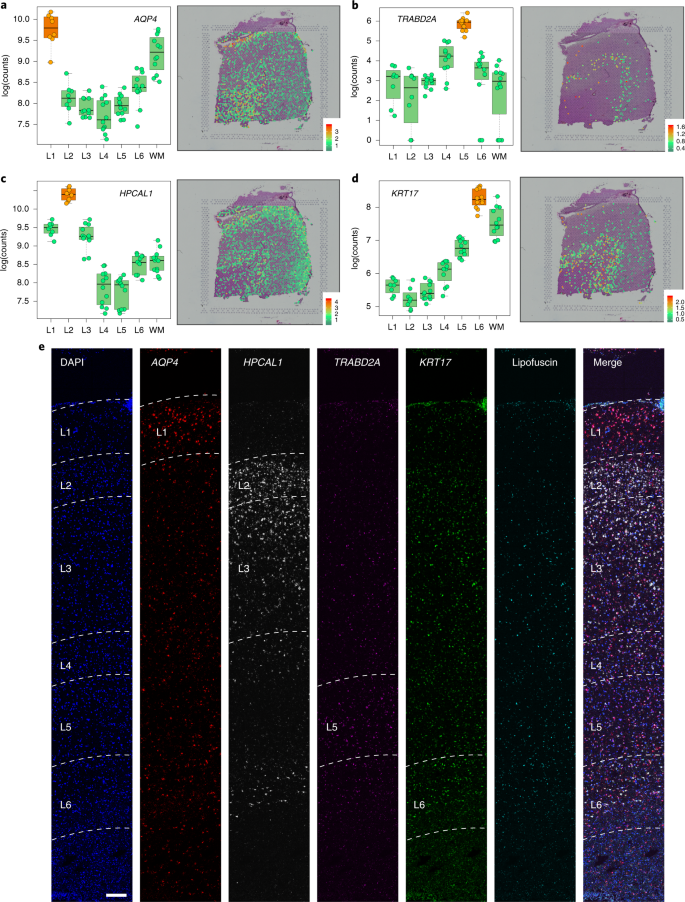 a
AQP4
log(counts)
10.0
9.5
9.0
8.5
8.0
7.5
L1 L2 L3 L4 L5 L6 WM
3
2
1
b
TRABD2A
log(counts)
6
5
4
3
2
1
0
L1 L2 L3 L4 L5 L6 WM
1.6
1.2
0.8
0.4
c
HPCAL1
log(counts)
10.5
10.0
9.5
9.0
8.5
8.0
7.5
L1 L2 L3 L4 L5 L6 WM
4
3
2
1
d
KRT17
log(counts)
8
7
6
5
L1 L2 L3 L4 L5 L6 WM
2.0
1.5
1.0
0.5
e
DAPI AQP4 HPCAL1 TRABD2A KRT17 Lipofuscin Merge
L1 L1 L1
L2 L2 L2
L3 L3 L3
L4 L4
L5 L5 L5
L6 L6 L6